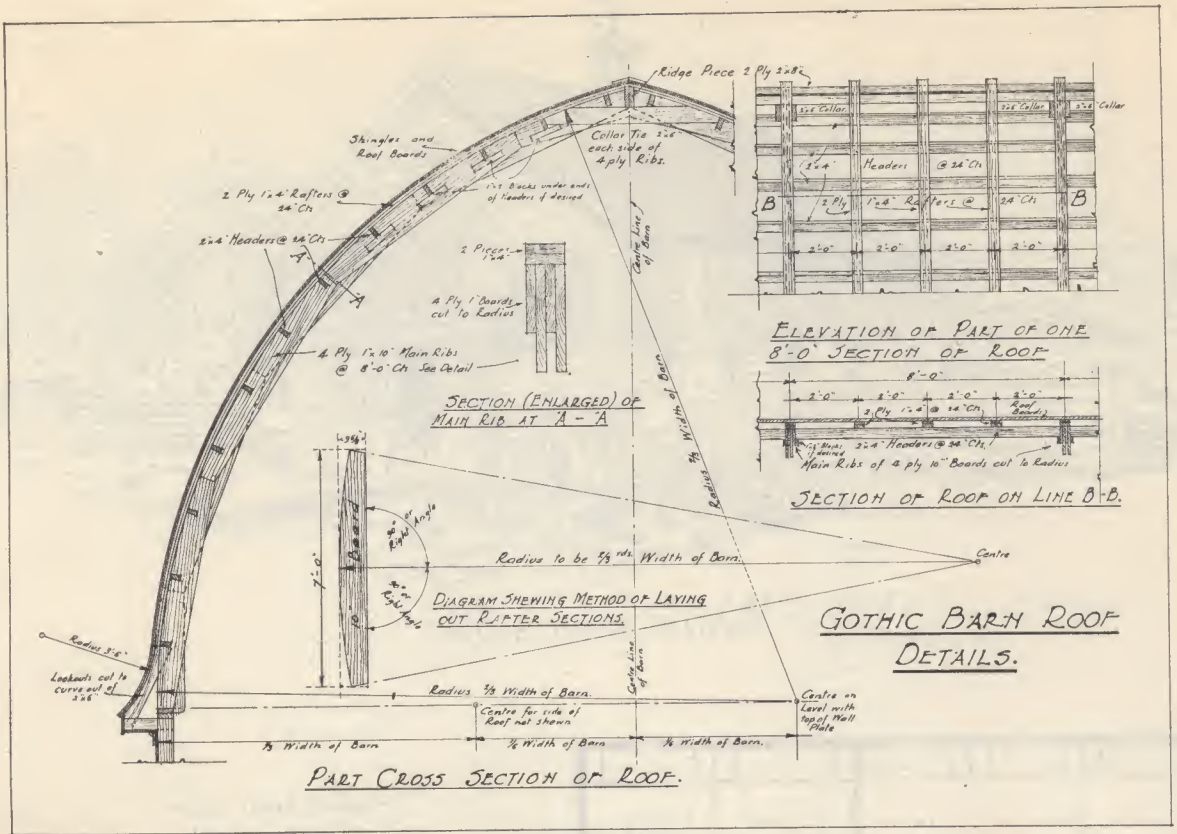 Ridge Piece 2 Ply 2"x8"
Shingles and
Roof Boards
Collar Tie 2"x6"
each side of
4 ply Ribs.
2 Ply 1"x4" Rafters @
24" Ctrs
1"x2" Blocks under ends
of Headers if desired
2"x4" Headers @ 24" Ctrs
A
A
4 Ply 1"x10" Main Ribs
@ 8'-0" Ctrs See Detail
2 Pieces
1"x4"
4 Ply 1" Boards
cut to Radius
SECTION (ENLARGED) OF
MAIN RIB AT A - A
Centre Line
of Barn
Radius 2/3 Width of Barn
2"x6" Collar
2"x6" Collar
2"x6" Collar
2"x4" Headers @ 24" Ctrs
B
2 Ply 1"x4" Rafters @ 24" Ctrs
B
2'-0" 2'-0" 2'-0" 2'-0"
ELEVATION OF PART OF ONE
8'-0" SECTION OF ROOF
8'-0"
2'-0" 2'-0" 2'-0" 2'-0"
2 Ply 1"x4" @ 24" Ctrs
Roof
Boards
Blocks
if desired
2"x4" Headers @ 24" Ctrs.
Main Ribs of 4 ply 10" Boards cut to Radius
SECTION OF ROOF ON LINE B-B.
7'-0"
10" Board
90° or
Right Angle
90° or
Right Angle
Radius to be 2/3 rds. Width of Barn.
Centre
DIAGRAM SHEWING METHOD OF LAYING
OUT RAFTER SECTIONS.
GOTHIC BARN ROOF
DETAILS.
Radius 3'-6"
Lookouts cut to
curve out of
2"x6"
Centre Line
of Barn
Radius 2/3 Width of Barn.
Centre for side of
Roof not shewn
Centre on
Level with
top of Wall
Plate
1/3 Width of Barn
1/6 Width of Barn
1/6 Width of Barn.
PART CROSS SECTION OF ROOF.